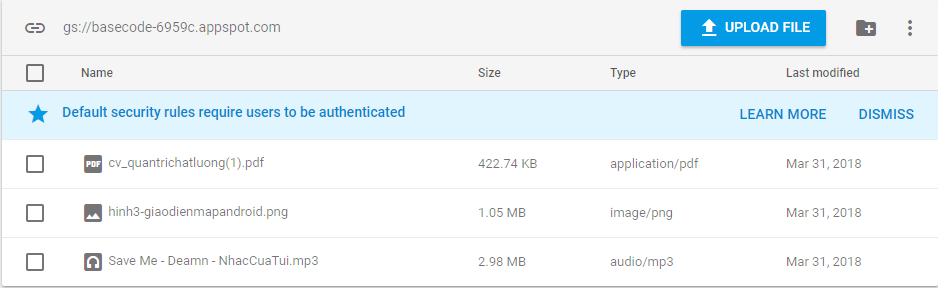 gs://basecode-6959c.appspot.com UPLOAD FILE
Name Size Type Last modified
Default security rules require users to be authenticated LEARN MORE DISMISS
PDF cv_quantrichatluong(1).pdf 422.74 KB application/pdf Mar 31, 2018
hinh3-giaodienmapandroid.png 1.05 MB image/png Mar 31, 2018
Save Me - Deamn - NhacCuaTui.mp3 2.98 MB audio/mp3 Mar 31, 2018